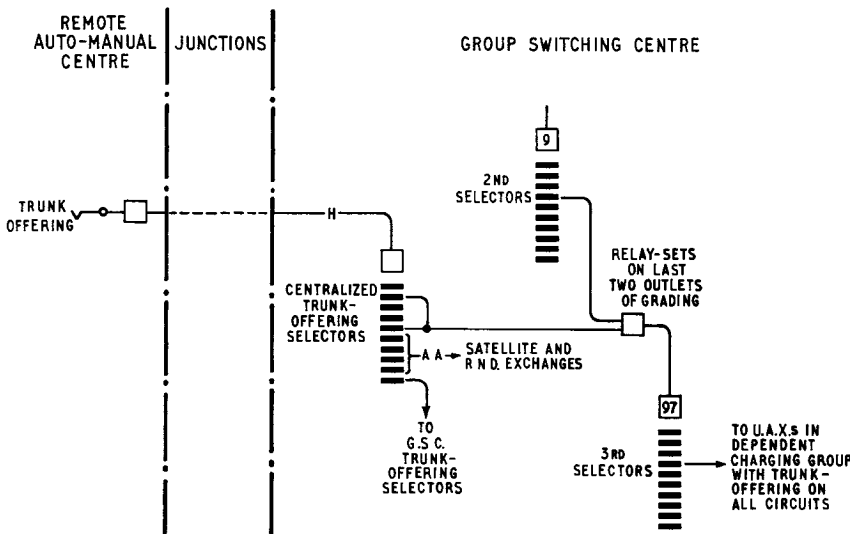 REMOTE
AUTO-MANUAL
CENTRE
JUNCTIONS
GROUP SWITCHING CENTRE
9
2ND
SELECTORS
TRUNK
OFFERING
H
RELAY-SETS
ON LAST
TWO OUTLETS
OF GRADING
CENTRALIZED
TRUNK-
OFFERING
SELECTORS
A A
SATELLITE AND
R N D. EXCHANGES
97
TO
G.S.C.
TRUNK-
OFFERING
SELECTORS
3RD
SELECTORS
TO U.A.X.s IN
DEPENDENT
CHARGING GROUP
WITH TRUNK-
OFFERING ON
ALL CIRCUITS